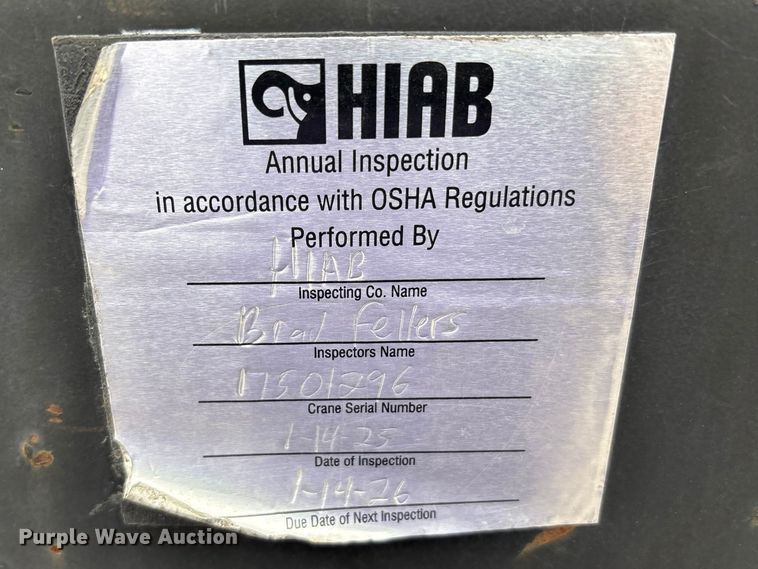 HIAB
Annual Inspection
in accordance with OSHA Regulations
Performed By
HIAB
Inspecting Co. Name
Brad Fellers
Inspectors Name
17501296
Crane Serial Number
1-14-25
Date of Inspection
1-14-26
Due Date of Next Inspection
Purple Wave Auction